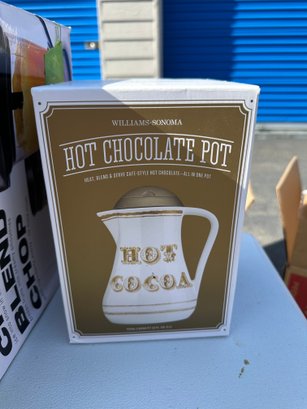 WILLIAMS-SONOMA
HOT CHOCOLATE POT
HEAT, BLEND & SERVE CAFÉ-STYLE HOT CHOCOLATE—ALL IN ONE POT
HOT
COCOA
BLEND
CHOP